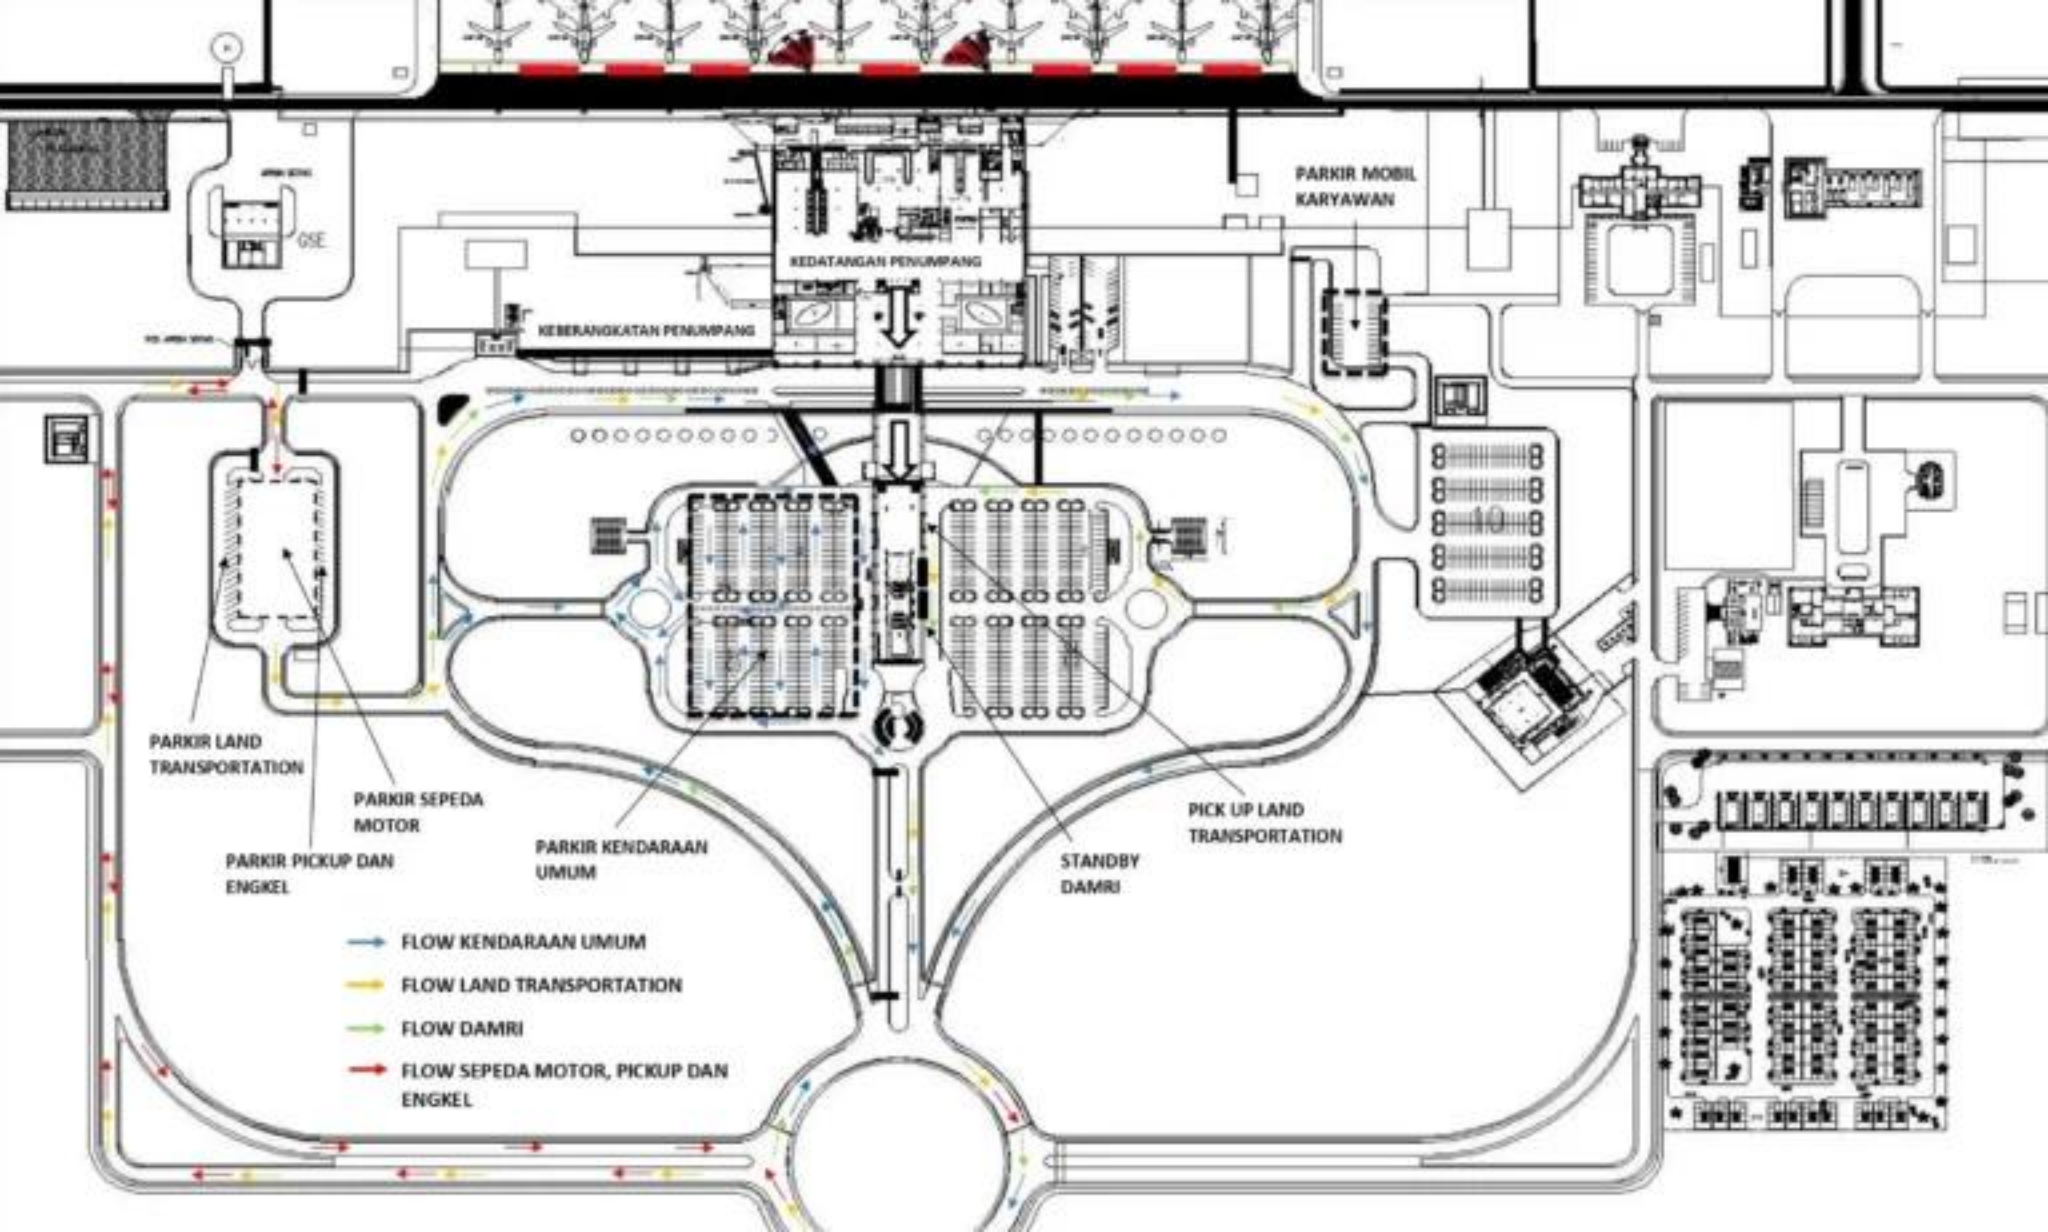 GSE
PARKIR MOBIL
KARYAWAN
KEDATANGAN PENUMPANG
KEBERANGKATAN PENUMPANG
10
PARKIR LAND
TRANSPORTATION
PARKIR SEPEDA
MOTOR
PARKIR PICKUP DAN
ENGKEL
PARKIR KENDARAAN
UMUM
STANDBY
DAMRI
PICK UP LAND
TRANSPORTATION
FLOW KENDARAAN UMUM
FLOW LAND TRANSPORTATION
FLOW DAMRI
FLOW SEPEDA MOTOR, PICKUP DAN
ENGKEL